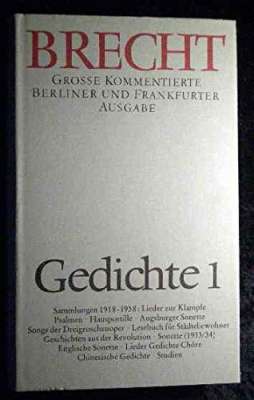 BRECHT
GROSSE KOMMENTIERTE
BERLINER UND FRANKFURTER
AUSGABE
Gedichte 1
Sammlungen 1918-1938: Lieder zur Klampfe
Psalmen · Hauspostille · Augsburger Sonette
Songs der Dreigroschenoper · Lesebuch für Städtebewohner
Geschichten aus der Revolution · Sonette (1933/34)
Englische Sonette · Lieder Gedichte Chöre
Chinesische Gedichte · Studien